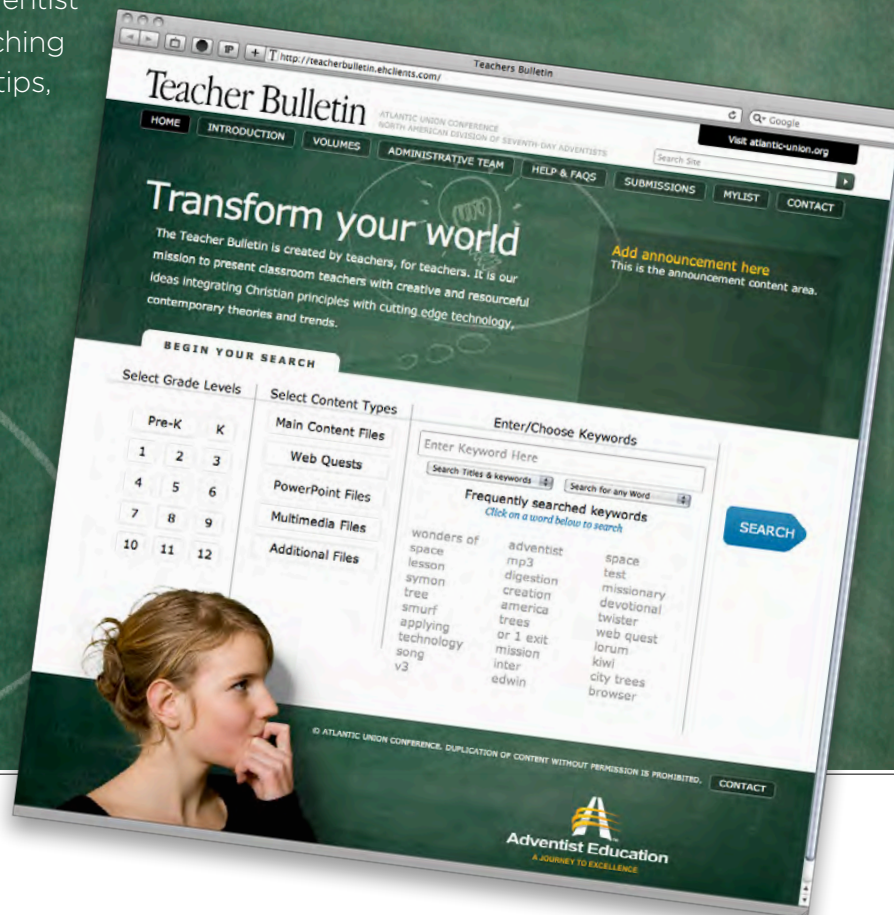 entist
ching
tips,
Teachers Bulletin
http://teacherbulletin.ehclients.com/
Google
Teacher Bulletin
ATLANTIC UNION CONFERENCE
NORTH AMERICAN DIVISION OF SEVENTH-DAY ADVENTISTS
Visit atlantic-union.org
Search Site
HOME INTRODUCTION VOLUMES ADMINISTRATIVE TEAM HELP & FAQS SUBMISSIONS MYLIST CONTACT
Transform your world
The Teacher Bulletin is created by teachers, for teachers. It is our
mission to present classroom teachers with creative and resourceful
ideas integrating Christian principles with cutting edge technology,
contemporary theories and trends.
Add announcement here
This is the announcement content area.
BEGIN YOUR SEARCH
Select Grade Levels
Pre-K K
1 2 3
4 5 6
7 8 9
10 11 12
Select Content Types
Main Content Files
Web Quests
PowerPoint Files
Multimedia Files
Additional Files
Enter/Choose Keywords
Enter Keyword Here
Search Titles & keywords Search for any Word
Frequently searched keywords
Click on a word below to search
wonders of
space
lesson
symon
tree
smurf
applying
technology
song
v3
adventist
mp3
digestion
creation
america
trees
or 1 exit
mission
inter
edwin
space
test
missionary
devotional
twister
web quest
lorum
kiwi
city trees
browser
SEARCH
© ATLANTIC UNION CONFERENCE. DUPLICATION OF CONTENT WITHOUT PERMISSION IS PROHIBITED. CONTACT
Adventist Education
A JOURNEY TO EXCELLENCE